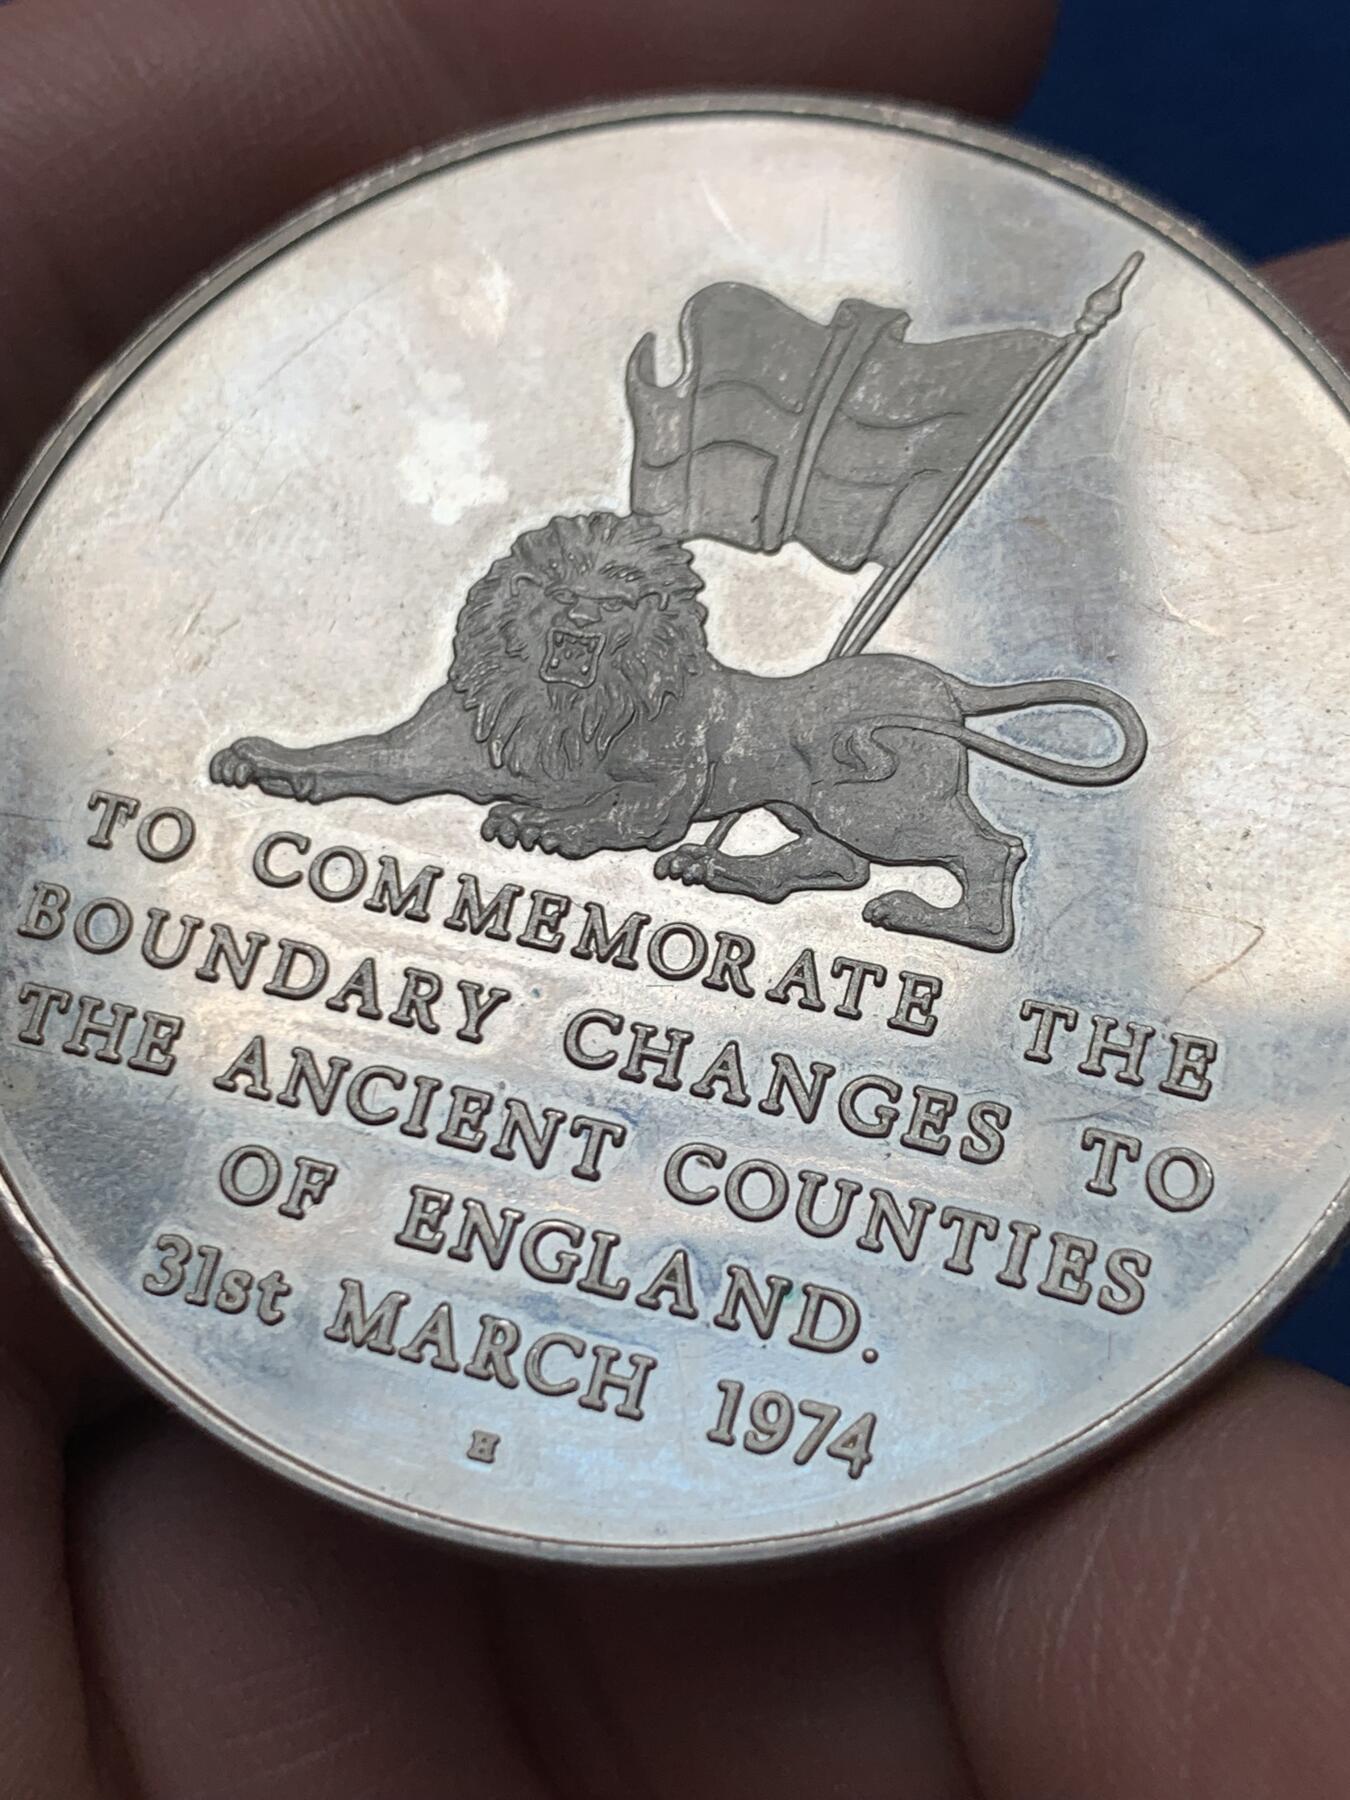 TO COMMEMORATE THE
BOUNDARY CHANGES TO
THE ANCIENT COUNTIES
OF ENGLAND.
31st MARCH 1974
H